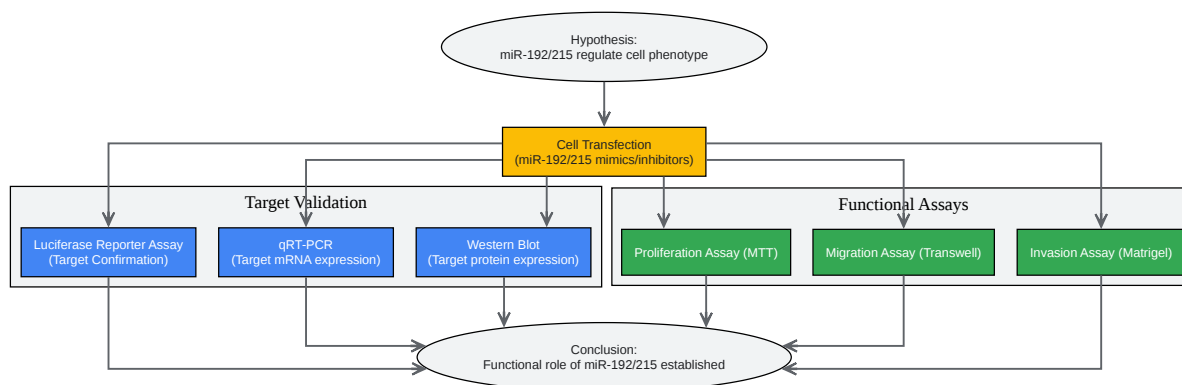 Hypothesis:
miR-192/215 regulate cell phenotype
Cell Transfection
(miR-192/215 mimics/inhibitors)
Target Validation
Functional Assays
Luciferase Reporter Assay
(Target Confirmation)
qRT-PCR
(Target mRNA expression)
Western Blot
(Target protein expression)
Proliferation Assay (MTT)
Migration Assay (Transwell)
Invasion Assay (Matrigel)
Conclusion:
Functional role of miR-192/215 established